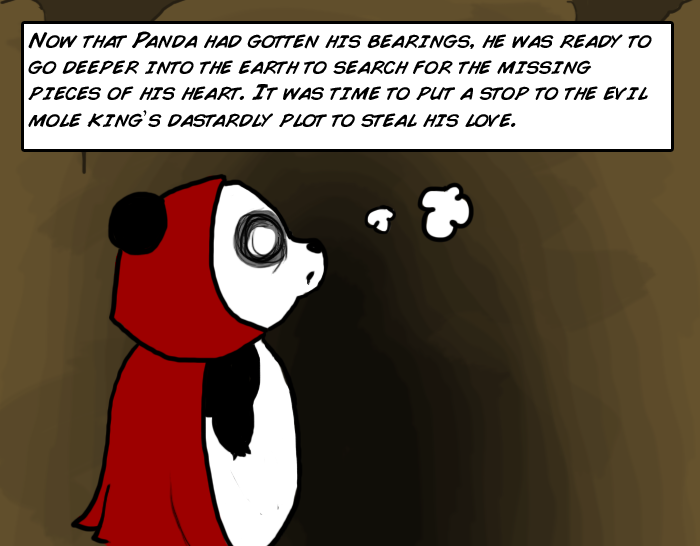 Now that Panda had gotten his bearings, he was ready to
go deeper into the earth to search for the missing
pieces of his heart. It was time to put a stop to the evil
mole king's dastardly plot to steal his love.